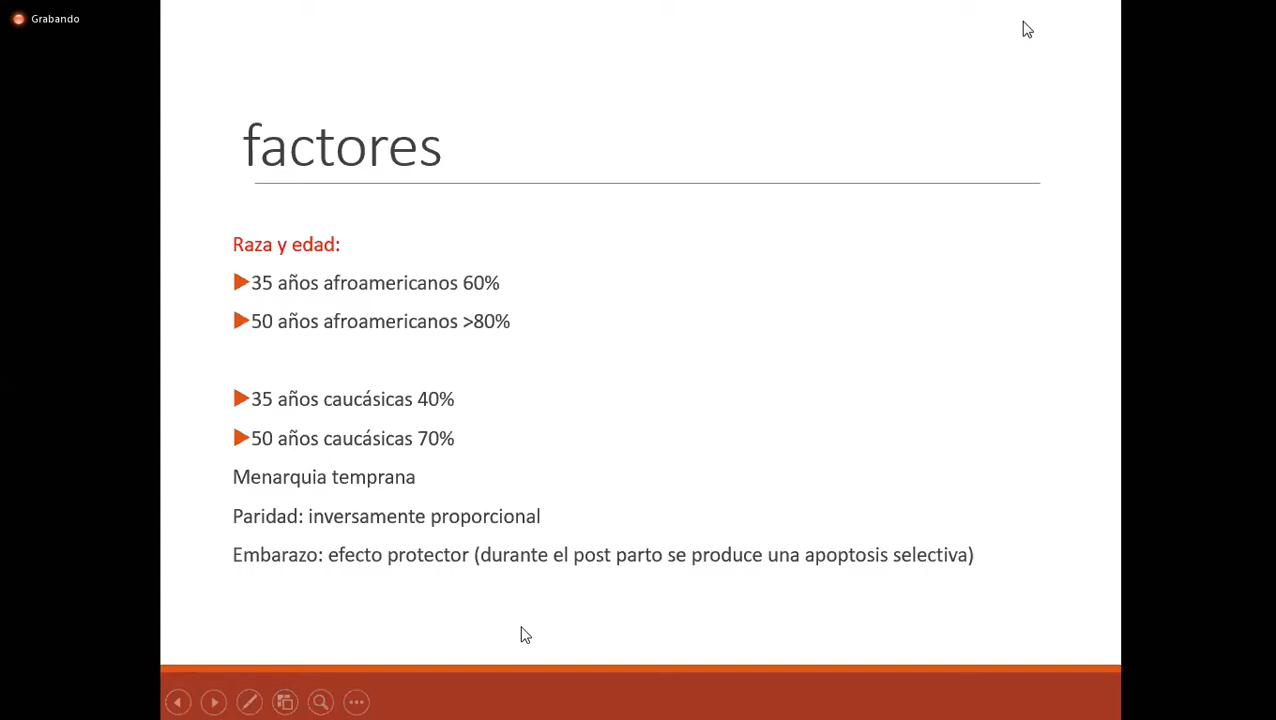 Grabando
factores
Raza y edad:
35 años afroamericanos 60%
50 años afroamericanos >80%
35 años caucásicas 40%
50 años caucásicas 70%
Menarquia temprana
Paridad: inversamente proporcional
Embarazo: efecto protector (durante el post parto se produce una apoptosis selectiva)